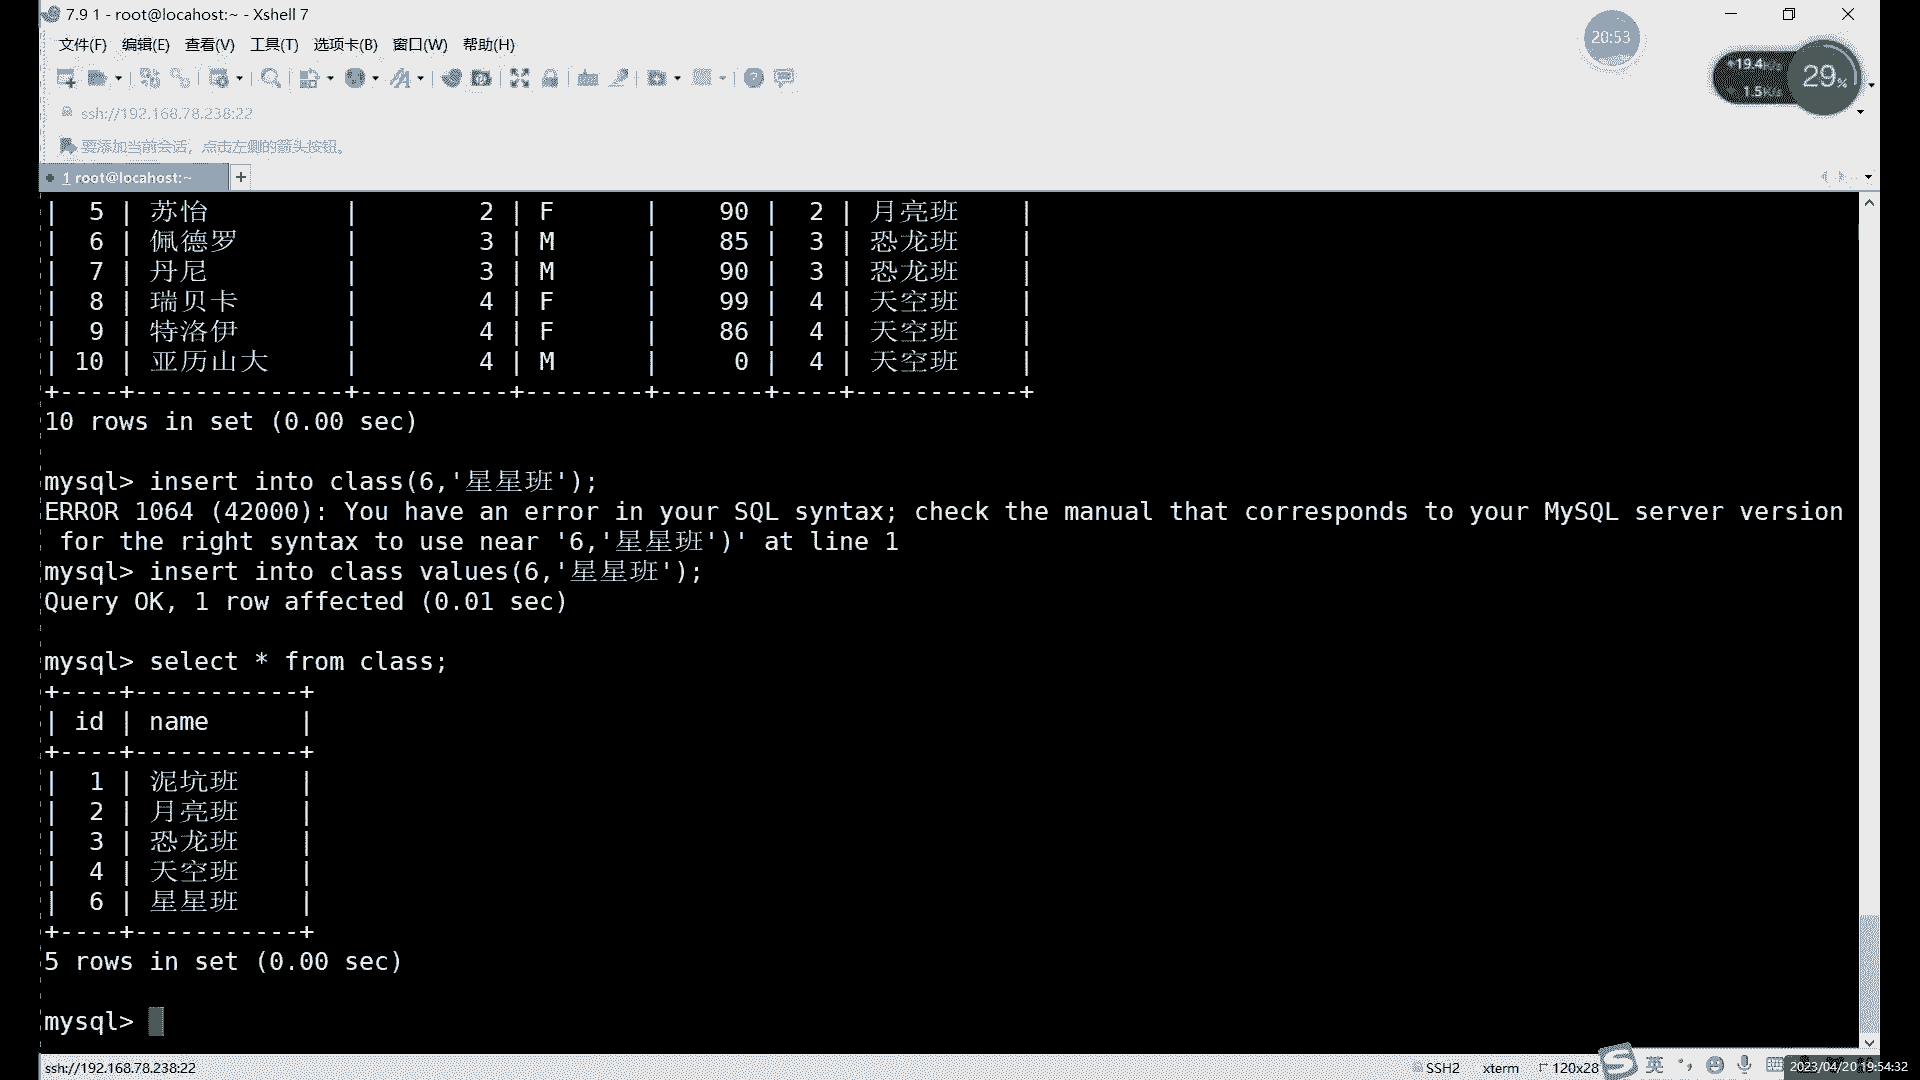 7.9 1 - root@locahost:~ - Xshell 7
20:53
文件(F) 编辑(E) 查看(V) 工具(T) 选项卡(B) 窗口(W) 帮助(H)
19.4K/s
29%
1.5K/s
ssh://192.168.78.238:22
要添加当前会话，点击左侧的箭头按钮。
1 root@locahost:~ +
| 5 | 苏怡 | 2 | F | 90 | 2 | 月亮班 |
| 6 | 佩德罗 | 3 | M | 85 | 3 | 恐龙班 |
| 7 | 丹尼 | 3 | M | 90 | 3 | 恐龙班 |
| 8 | 瑞贝卡 | 4 | F | 99 | 4 | 天空班 |
| 9 | 特洛伊 | 4 | F | 86 | 4 | 天空班 |
| 10 | 亚历山大 | 4 | M | 0 | 4 | 天空班 |
+----+--------------+----------+--------+-------+----+-----------+
10 rows in set (0.00 sec)
mysql> insert into class(6,'星星班');
ERROR 1064 (42000): You have an error in your SQL syntax; check the manual that corresponds to your MySQL server version
for the right syntax to use near '6,'星星班')' at line 1
mysql> insert into class values(6,'星星班');
Query OK, 1 row affected (0.01 sec)
mysql> select * from class;
+----+-----------+
| id | name |
+----+-----------+
| 1 | 泥坑班 |
| 2 | 月亮班 |
| 3 | 恐龙班 |
| 4 | 天空班 |
| 6 | 星星班 |
+----+-----------+
5 rows in set (0.00 sec)
mysql>
ssh://192.168.78.238:22 SSH2 xterm 120x28 英 2023/04/20 19:54:32